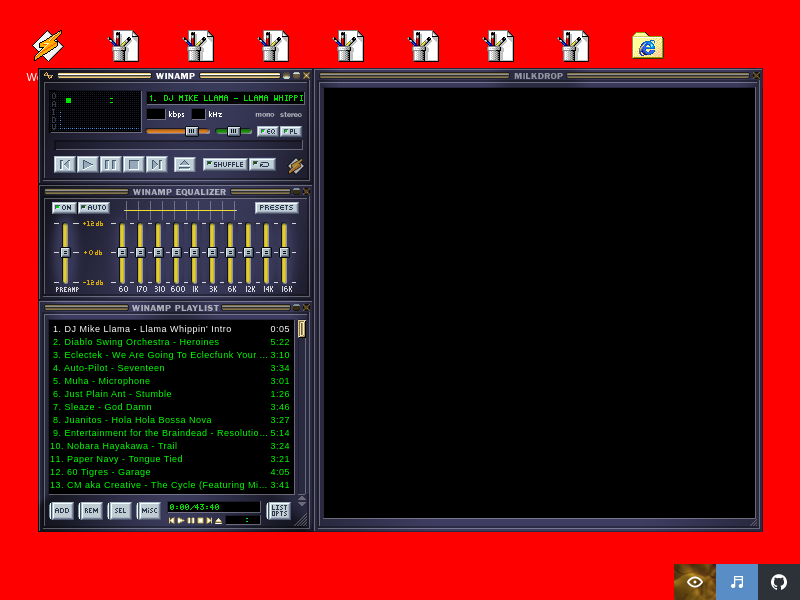 WINAMP
MILKDROP
1. DJ MIKE LLAMA - LLAMA WHIPPI
kbps
kHz
mono stereo
EQ
PL
SHUFFLE
WINAMP EQUALIZER
ON
AUTO
PRESETS
+12db
+0db
-12db
PREAMP
60 170 310 600 1K 3K 6K 12K 14K 16K
WINAMP PLAYLIST
1. DJ Mike Llama - Llama Whippin' Intro 0:05
2. Diablo Swing Orchestra - Heroines 5:22
3. Eclectek - We Are Going To Eclecfunk Your ... 3:10
4. Auto-Pilot - Seventeen 3:34
5. Muha - Microphone 3:01
6. Just Plain Ant - Stumble 1:26
7. Sleaze - God Damn 3:46
8. Juanitos - Hola Hola Bossa Nova 3:27
9. Entertainment for the Braindead - Resolutio... 5:14
10. Nobara Hayakawa - Trail 3:24
11. Paper Navy - Tongue Tied 3:21
12. 60 Tigres - Garage 4:05
13. CM aka Creative - The Cycle (Featuring Mi... 3:41
ADD
REM
SEL
MISC
0:00/43:40
:
LIST
OPTS